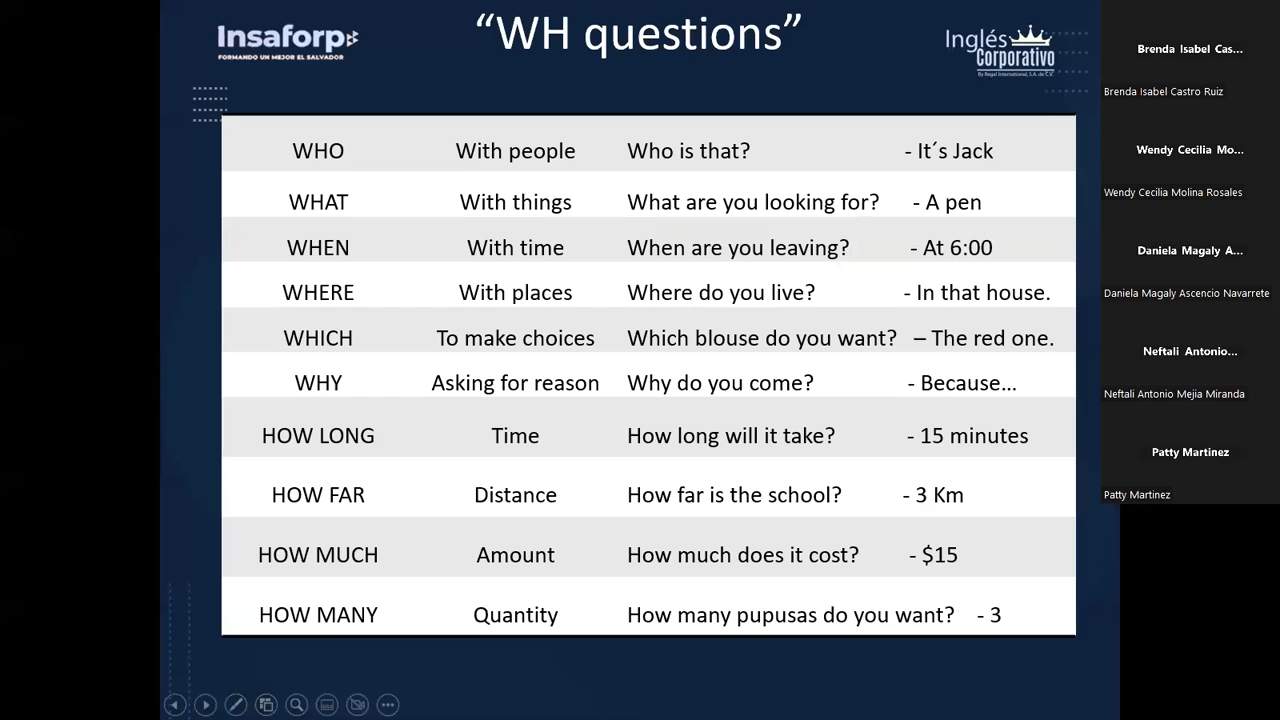 Insaforp
FORMANDO UN MEJOR EL SALVADOR
“WH questions”
Inglés
Corporativo
By Regal International, S.A. de C.V.
WHO With people Who is that? - It´s Jack
WHAT With things What are you looking for? - A pen
WHEN With time When are you leaving? - At 6:00
WHERE With places Where do you live? - In that house.
WHICH To make choices Which blouse do you want? – The red one.
WHY Asking for reason Why do you come? - Because...
HOW LONG Time How long will it take? - 15 minutes
HOW FAR Distance How far is the school? - 3 Km
HOW MUCH Amount How much does it cost? - $15
HOW MANY Quantity How many pupusas do you want? - 3
Brenda Isabel Cas...
Brenda Isabel Castro Ruiz
Wendy Cecilia Mo...
Wendy Cecilia Molina Rosales
Daniela Magaly A...
Daniela Magaly Ascencio Navarrete
Neftali Antonio...
Neftali Antonio Mejia Miranda
Patty Martinez
Patty Martinez